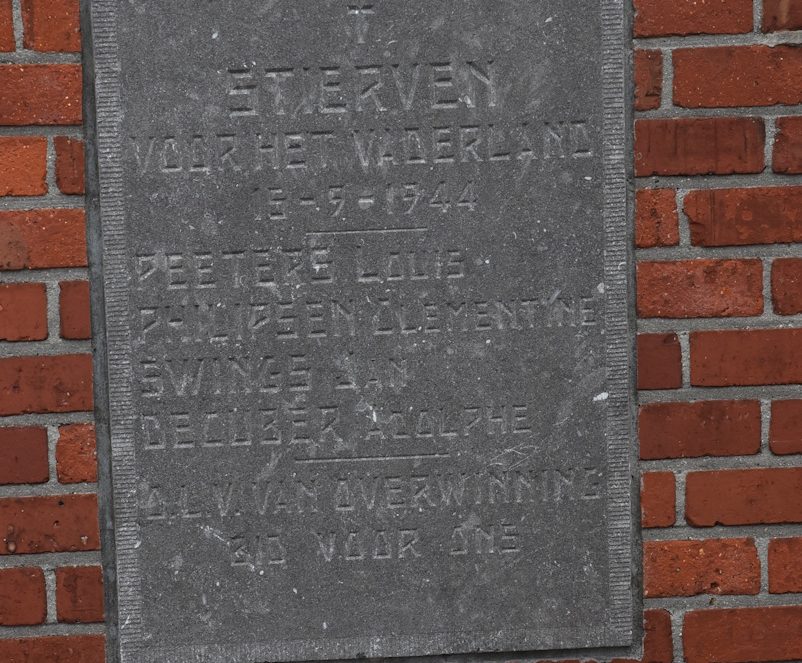 STIERVEN
VOOR HET VADERLAND
15-9-1944
PEETERS LOUIS
PHILIPSEN CLEMENTINE
SWINGS JAN
DECUBER ADOLPHE
O.L.V. VAN OVERWINNING
BID VOOR ONS